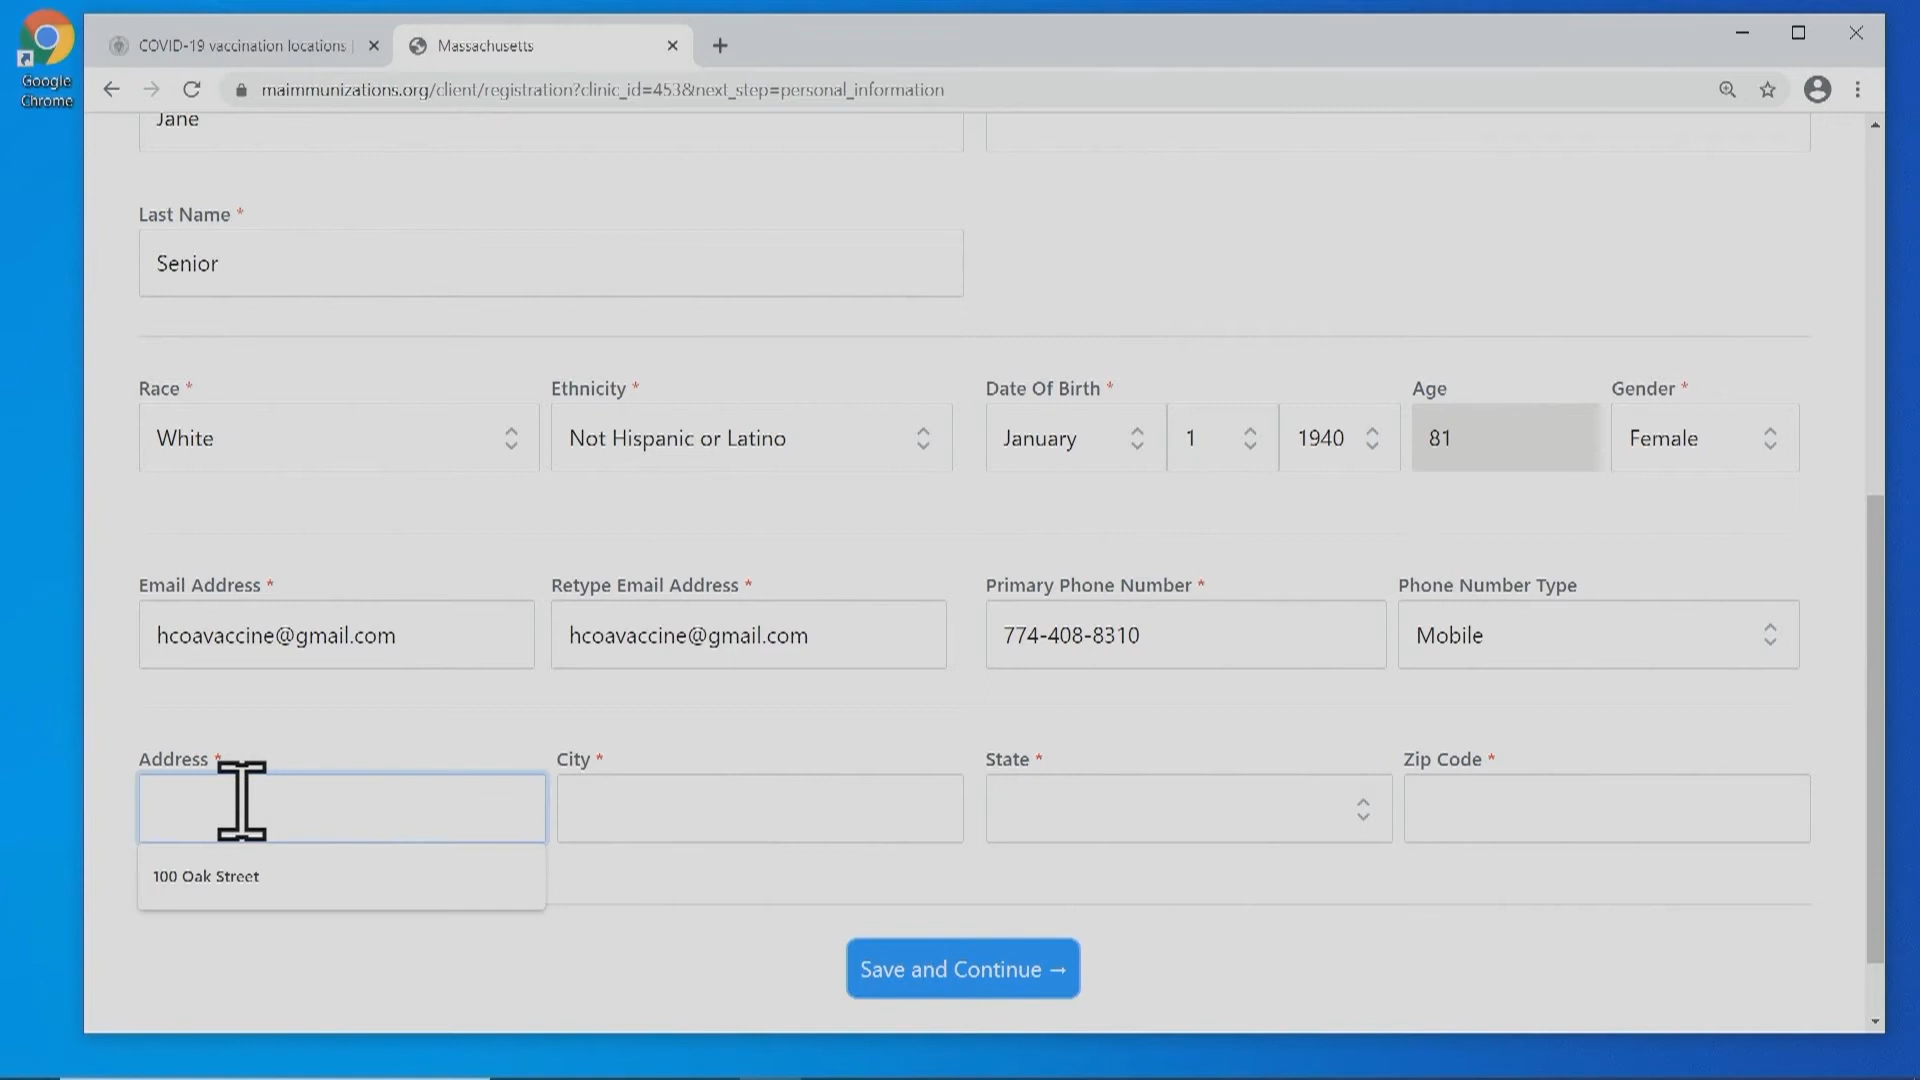 Google
Chrome
COVID-19 vaccination locations |
Massachusetts
maimmunizations.org/client/registration?clinic_id=453&next_step=personal_information
Jane
Last Name *
Senior
Race *
Ethnicity *
Date Of Birth *
Age
Gender *
White
Not Hispanic or Latino
January
1
1940
81
Female
Email Address *
Retype Email Address *
Primary Phone Number *
Phone Number Type
hcoavaccine@gmail.com
hcoavaccine@gmail.com
774-408-8310
Mobile
Address *
City *
State *
Zip Code *
100 Oak Street
Save and Continue →